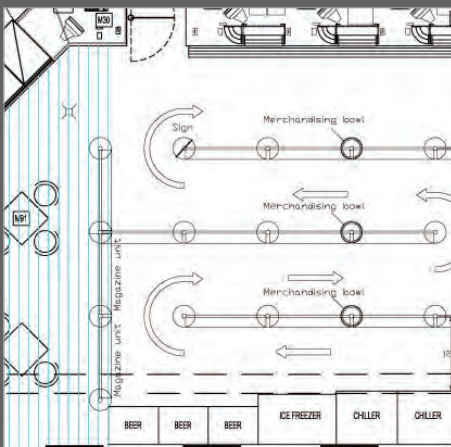 M30
Sign
Merchandising bowl
Merchandising bowl
M91
Magazine unit
Merchandising bowl
Magazine unit
BEER
BEER
BEER
ICE FREEZER
CHILLER
CHILLER